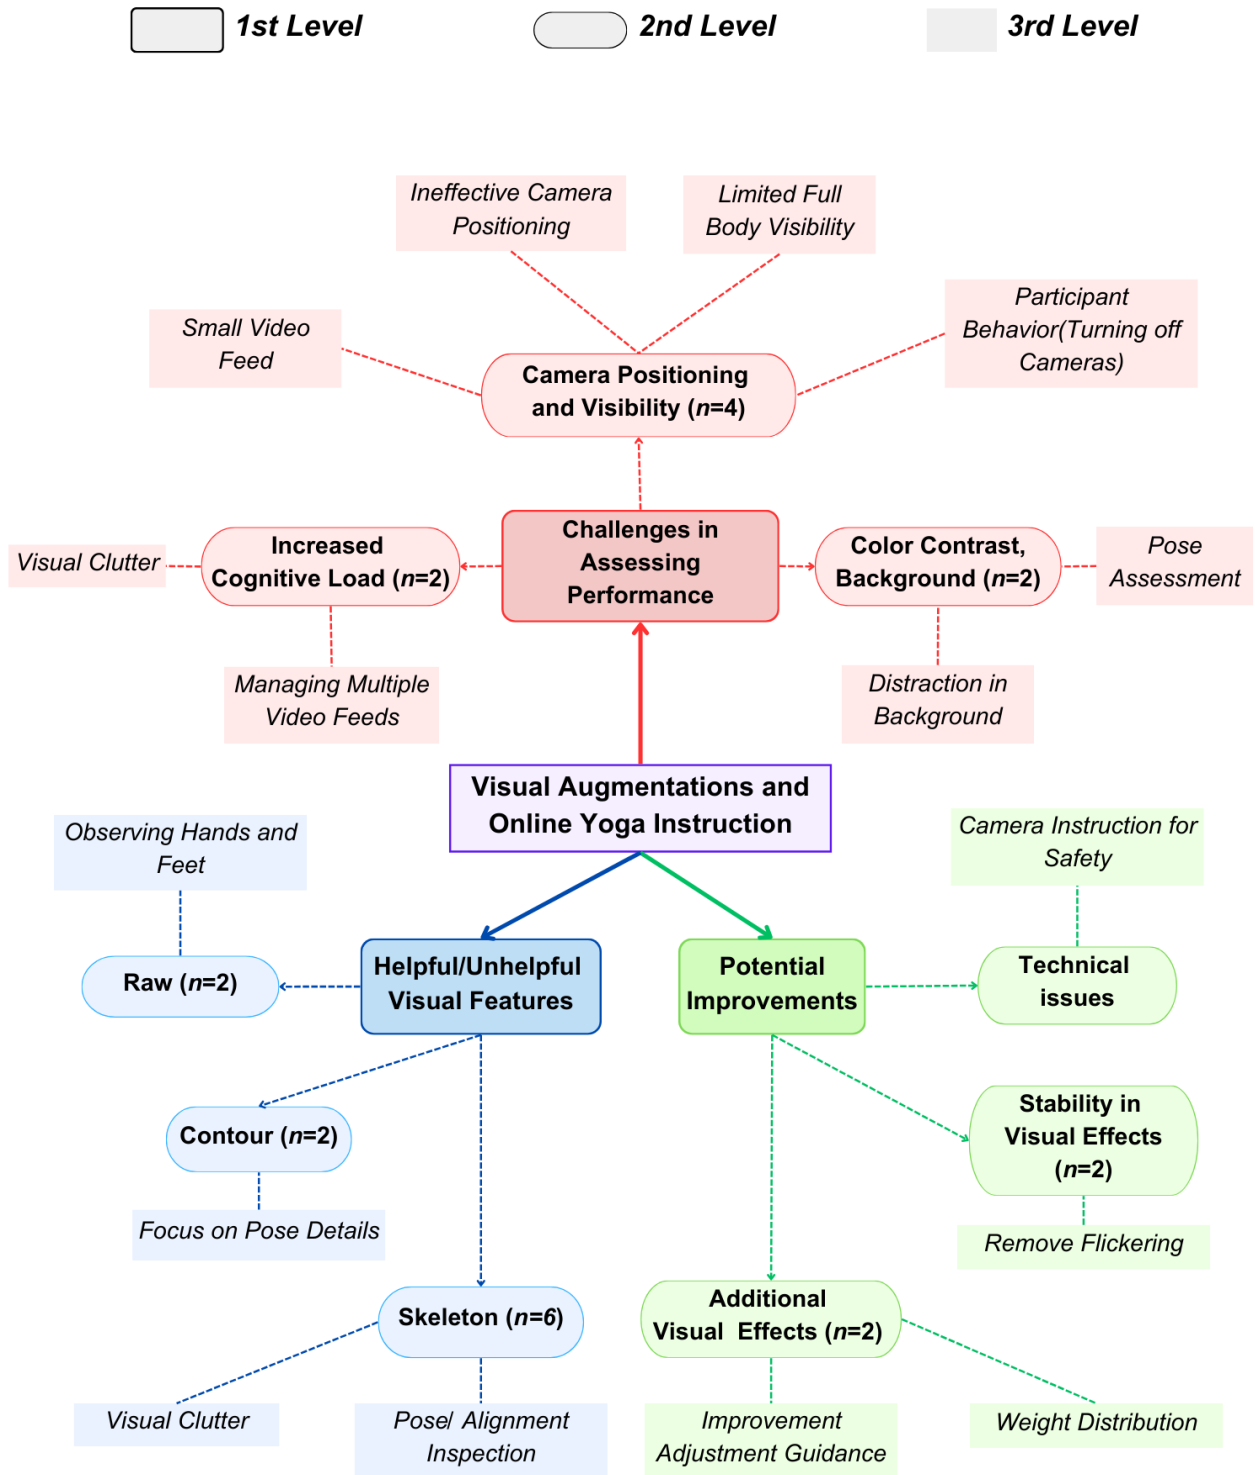 1st Level
2nd Level
3rd Level
Ineffective Camera
Positioning
Limited Full
Body Visibility
Small Video
Feed
Participant
Behavior(Turning off
Cameras)
Camera Positioning
and Visibility (n=4)
Visual Clutter
Increased
Cognitive Load (n=2)
Challenges in
Assessing
Performance
Color Contrast,
Background (n=2)
Pose
Assessment
Managing Multiple
Video Feeds
Distraction in
Background
Visual Augmentations and
Online Yoga Instruction
Observing Hands and
Feet
Camera Instruction for
Safety
Raw (n=2)
Helpful/Unhelpful
Visual Features
Potential
Improvements
Technical
issues
Contour (n=2)
Stability in
Visual Effects
(n=2)
Focus on Pose Details
Remove Flickering
Skeleton (n=6)
Additional
Visual  Effects (n=2)
Visual Clutter
Pose/ Alignment
Inspection
Improvement
Adjustment Guidance
Weight Distribution